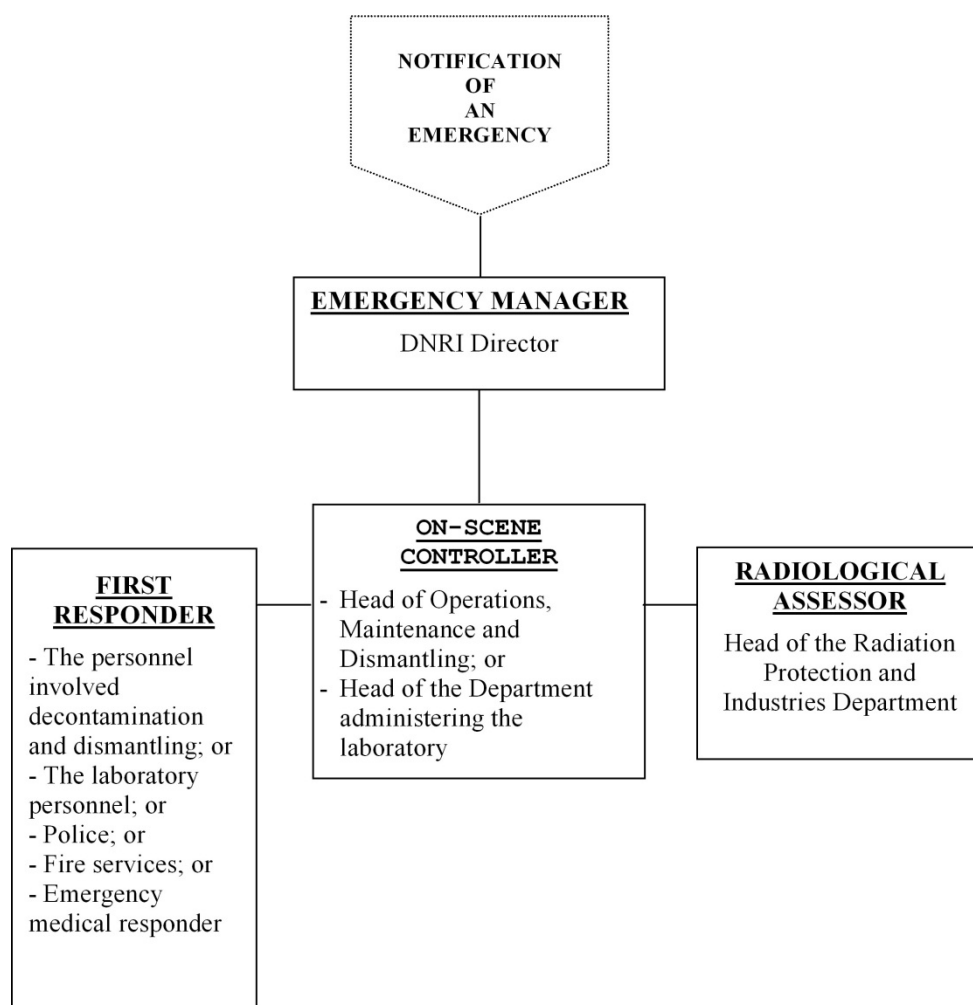 NOTIFICATION
OF
AN
EMERGENCY
EMERGENCY MANAGER
DNRI Director
ON-SCENE
CONTROLLER
- Head of Operations,
Maintenance and
Dismantling; or
- Head of the Department
administering the
laboratory
FIRST
RESPONDER
- The personnel
involved
decontamination
and dismantling; or
- The laboratory
personnel; or
- Police; or
- Fire services; or
- Emergency
medical responder
RADIOLOGICAL
ASSESSOR
Head of the Radiation
Protection and
Industries Department